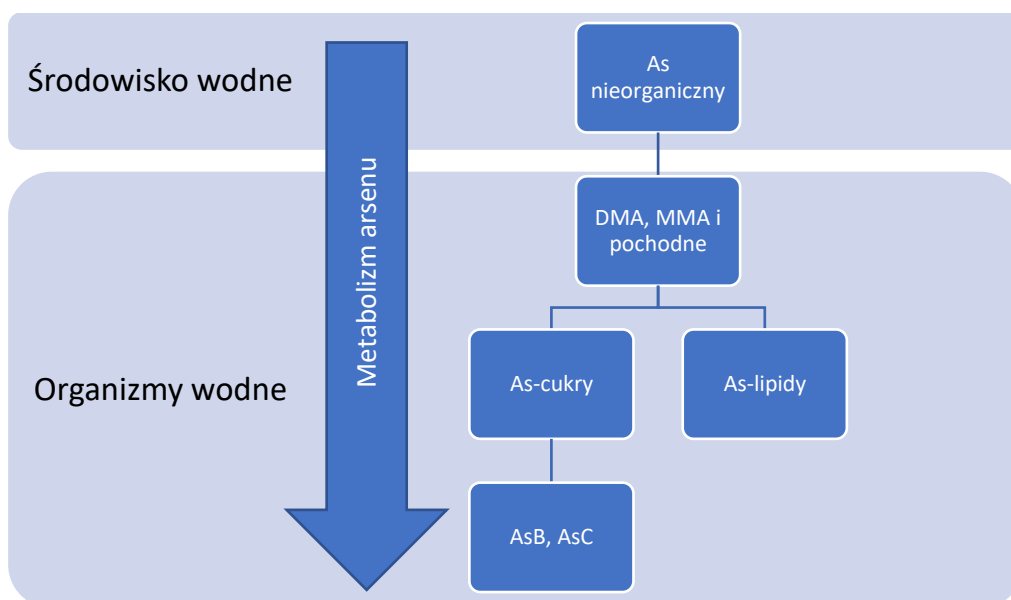 Środowisko wodne
As
nieorganiczny
Metabolizm arsenu
DMA, MMA i
pochodne
Organizmy wodne
As-cukry
As-lipidy
AsB, AsC